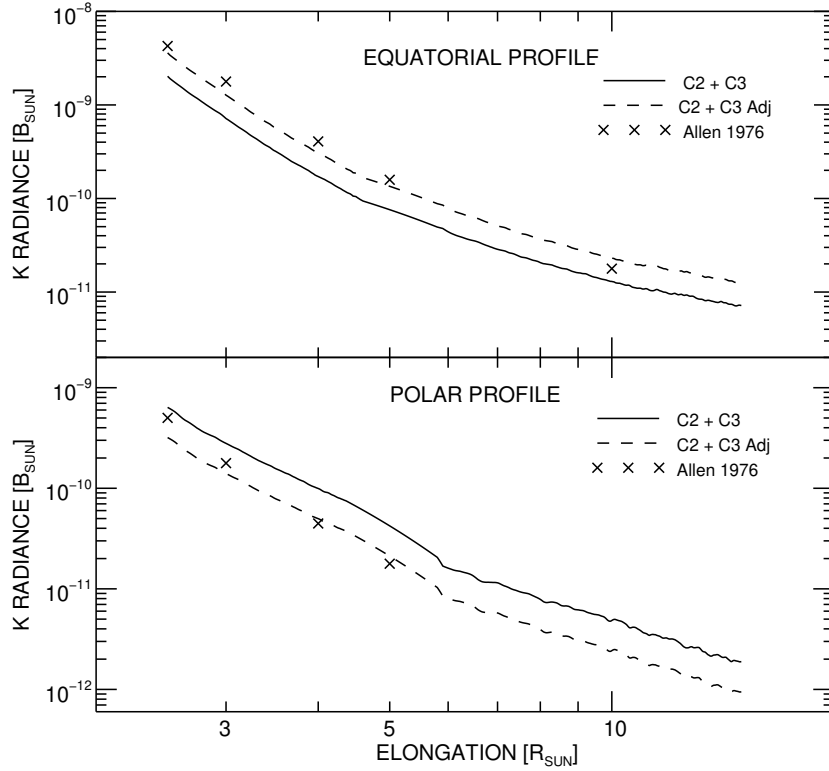 10⁻⁸
EQUATORIAL PROFILE
C2 + C3
10⁻⁹
C2 + C3 Adj
Allen 1976
K RADIANCE [B_SUN]
10⁻¹⁰
10⁻¹¹
10⁻⁹
POLAR PROFILE
C2 + C3
C2 + C3 Adj
Allen 1976
K RADIANCE [B_SUN]
10⁻¹⁰
10⁻¹¹
10⁻¹²
3 5 10
ELONGATION [R_SUN]